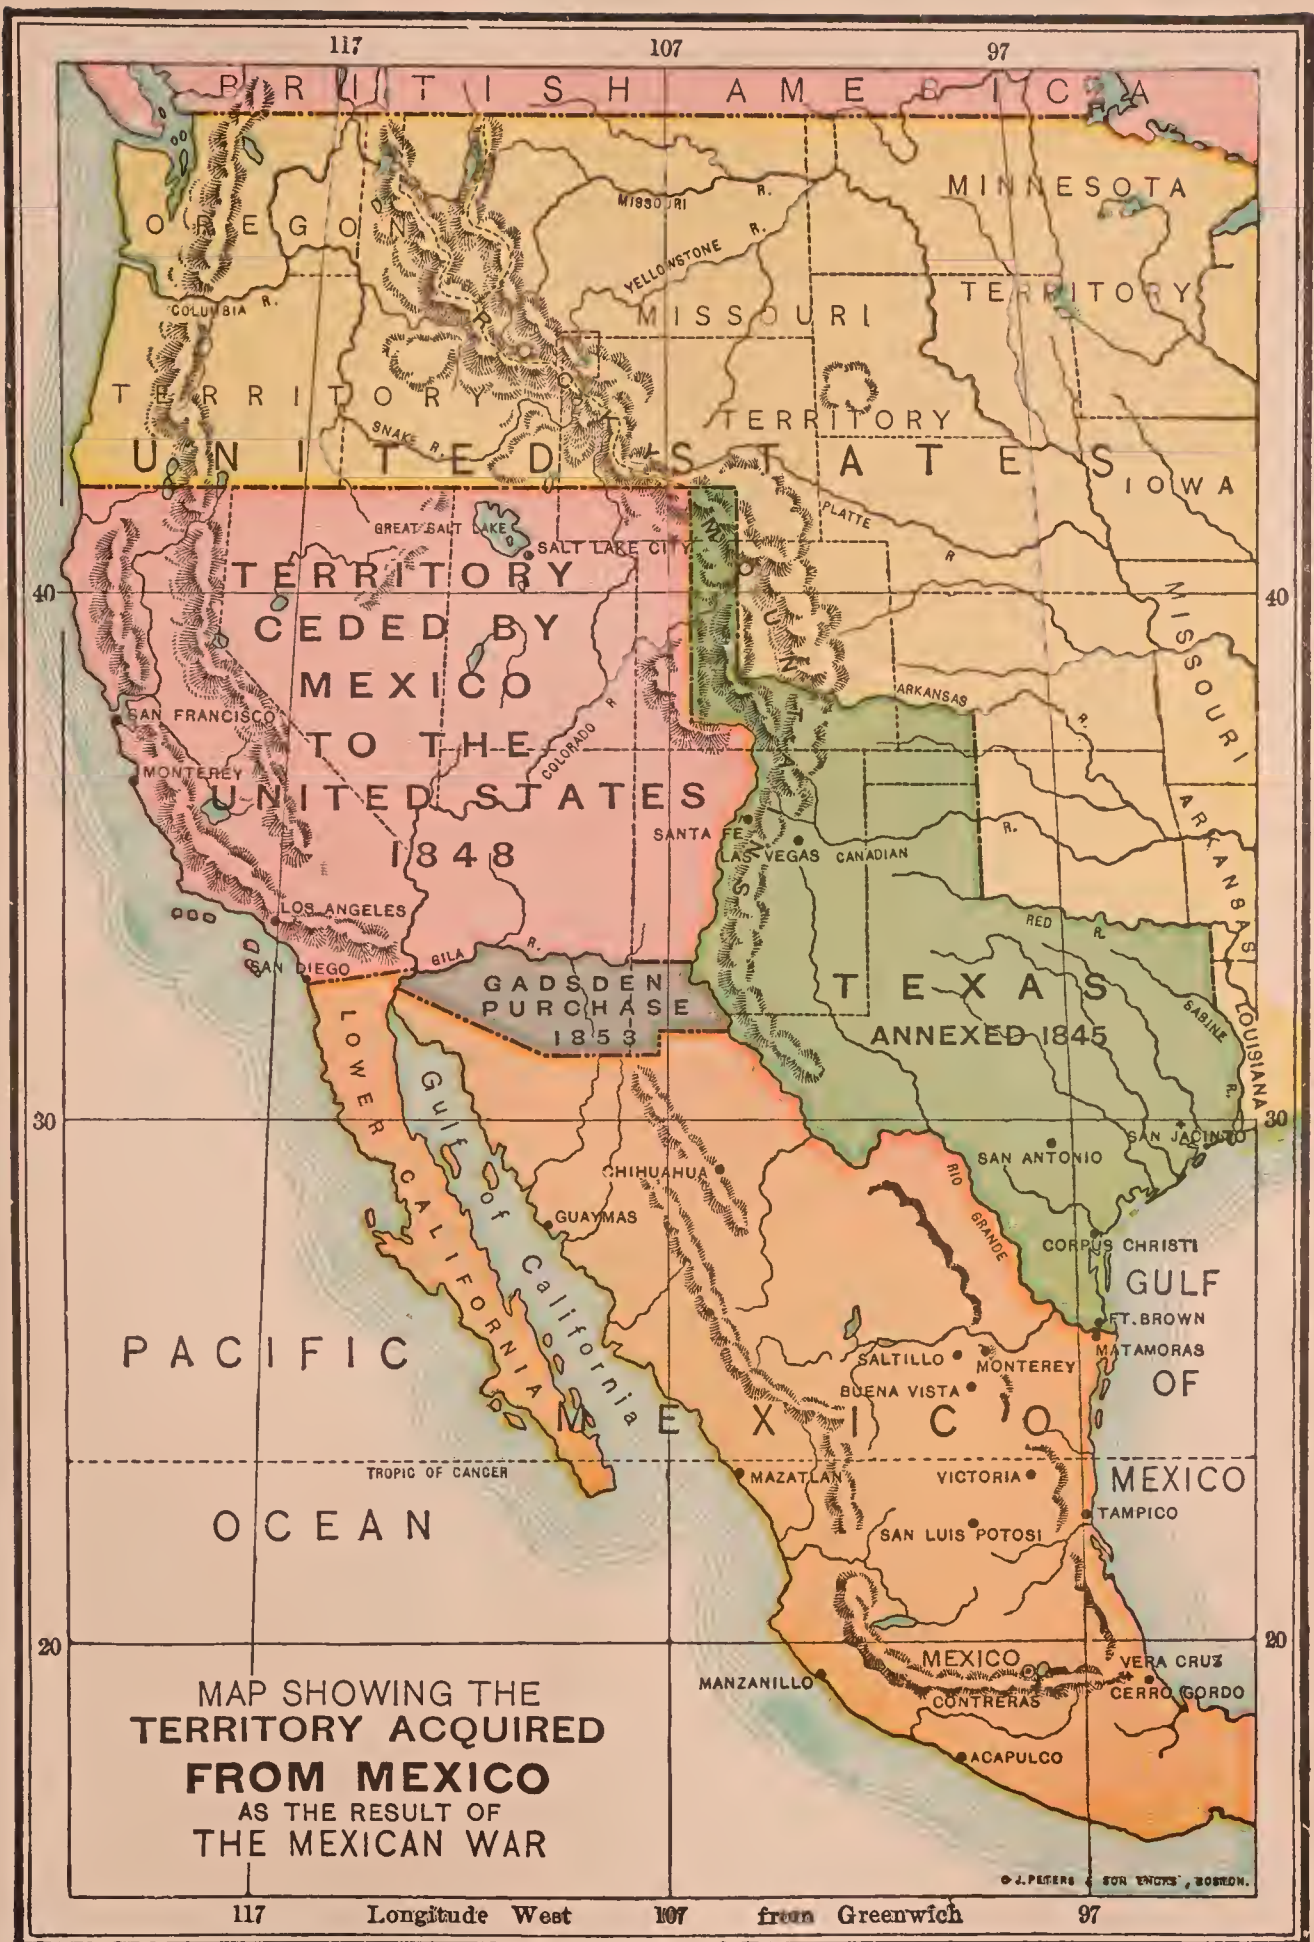 117 107 97
BRITISH AMERICA
MINNESOTA
TERRITORY
OREGON
TERRITORY
COLUMBIA R.
SNAKE R.
MISSOURI R.
YELLOWSTONE R.
MISSOURI
TERRITORY
ROCKY MOUNTAINS
UNITED STATES
IOWA
PLATTE R
GREAT SALT LAKE
SALT LAKE CITY
40 40
TERRITORY
CEDED BY
MEXICO
TO THE
UNITED STATES
1848
MISSOURI
ARKANSAS R.
COLORADO R
SAN FRANCISCO
MONTEREY
SANTA FE
LAS VEGAS
CANADIAN R.
ARKANSAS
LOS ANGELES
SAN DIEGO
GILA R.
RED R.
GADSDEN
PURCHASE
1853
TEXAS
ANNEXED 1845
SABINE R.
LOUISIANA
30 30
LOWER CALIFORNIA
Gulf of California
SAN JACINTO
SAN ANTONIO
CHIHUAHUA
GUAYMAS
RIO GRANDE
CORPUS CHRISTI
GULF
OF
MEXICO
FT. BROWN
MATAMORAS
PACIFIC
OCEAN
SALTILLO
MONTEREY
BUENA VISTA
MEXICO
TROPIC OF CANCER
MAZATLAN
VICTORIA
TAMPICO
SAN LUIS POTOSI
20 20
MEXICO
VERA CRUZ
MANZANILLO
CONTRERAS
CERRO GORDO
ACAPULCO
MAP SHOWING THE
TERRITORY ACQUIRED
FROM MEXICO
AS THE RESULT OF
THE MEXICAN WAR
J. PETERS & SON ENGRS, BOSTON.
117 Longitude West 107 from Greenwich 97